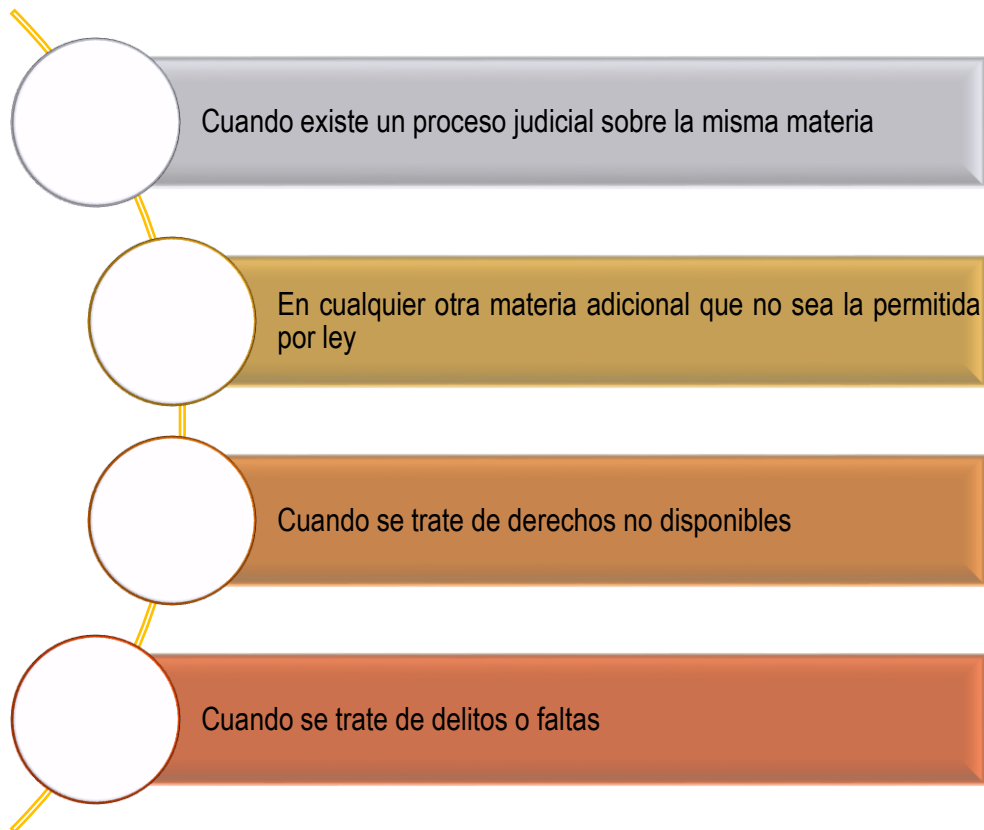 Cuando existe un proceso judicial sobre la misma materia
En cualquier otra materia adicional que no sea la permitida
por ley
Cuando se trate de derechos no disponibles
Cuando se trate de delitos o faltas